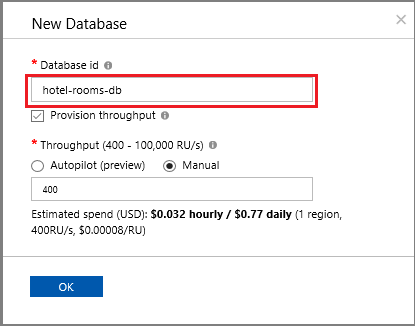 New Database
* Database id
hotel-rooms-db
Provision throughput
* Throughput (400 - 100,000 RU/s)
Autopilot (preview) Manual
400
Estimated spend (USD): $0.032 hourly / $0.77 daily (1 region,
400RU/s, $0.00008/RU)
OK